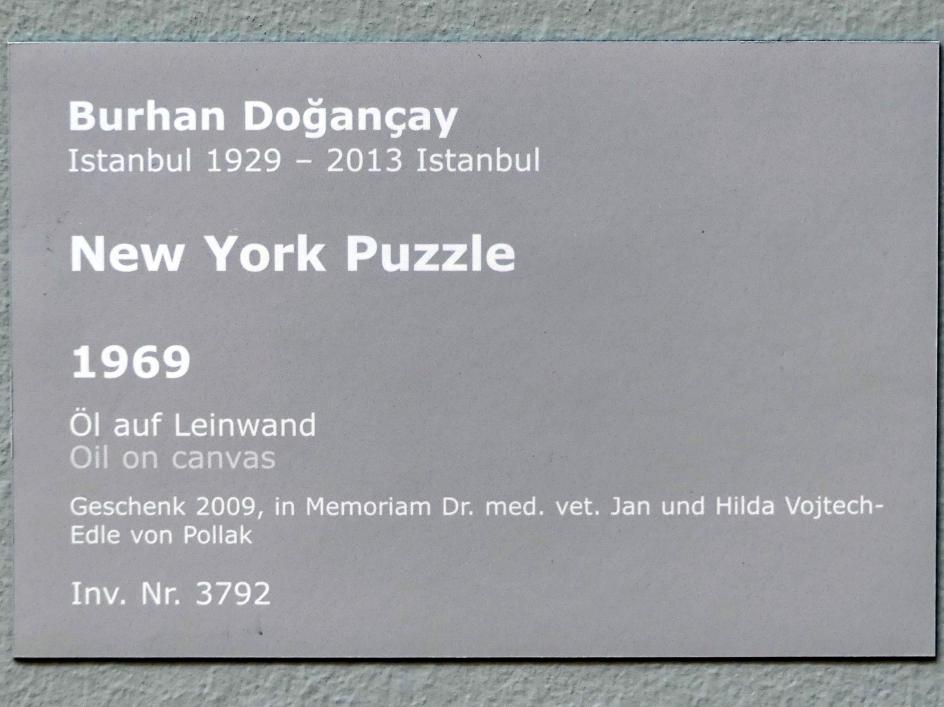 Burhan Doğançay
Istanbul 1929 – 2013 Istanbul
New York Puzzle
1969
Öl auf Leinwand
Oil on canvas
Geschenk 2009, in Memoriam Dr. med. vet. Jan und Hilda Vojtech-
Edle von Pollak
Inv. Nr. 3792